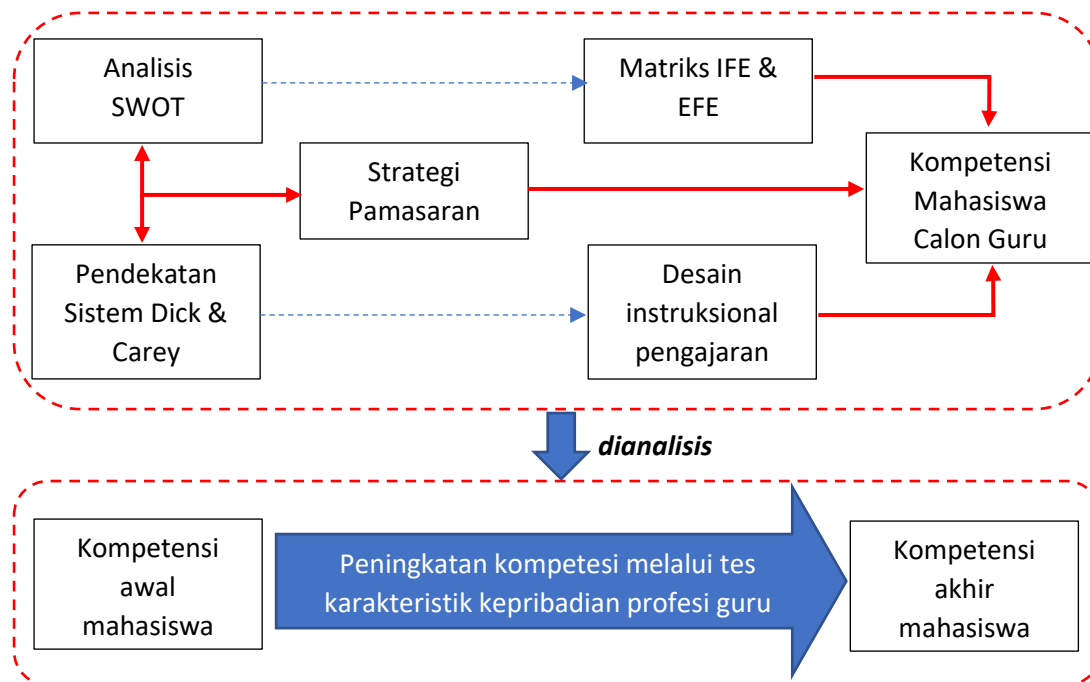 Analisis
SWOT
Matriks IFE &
EFE
Strategi
Pamasaran
Kompetensi
Mahasiswa
Calon Guru
Pendekatan
Sistem Dick &
Carey
Desain
instruksional
pengajaran
dianalisis
Kompetensi
awal
mahasiswa
Peningkatan kompetesi melalui tes
karakteristik kepribadian profesi guru
Kompetensi
akhir
mahasiswa